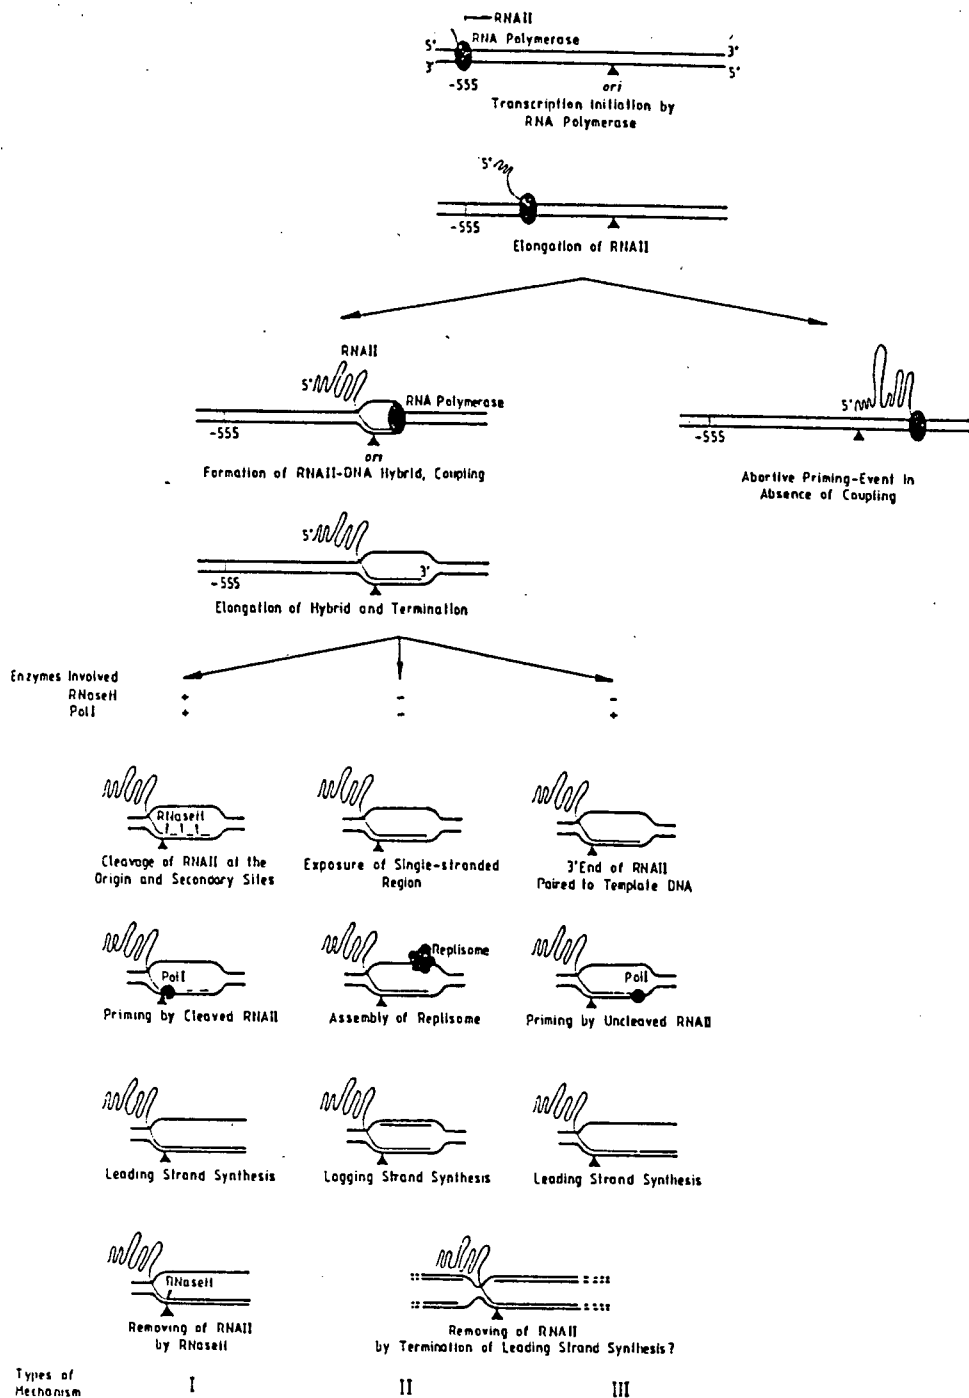 RNAII
RNA Polymerase
5' 3'
3' 5'
-555 ori
Transcription Initiation by
RNA Polymerase
5'
-555
Elongation of RNAII
RNAII
5' RNA Polymerase 5'
-555 -555
ori
Formation of RNAII-DNA Hybrid, Coupling
Abortive Priming-Event in
Absence of Coupling
5'
3'
-555
Elongation of Hybrid and Termination
Enzymes Involved
RNaseH + - -
PolI + - +
RNaseH
Cleavage of RNAII at the
Origin and Secondary Sites
Exposure of Single-stranded
Region
3'End of RNAII
Paired to Template DNA
PolI Replisome PolI
Priming by Cleaved RNAII
Assembly of Replisome
Priming by Uncleaved RNAII
Leading Strand Synthesis
Lagging Strand Synthesis
Leading Strand Synthesis
RNaseH
Removing of RNAII
by RNaseH
Removing of RNAII
by Termination of Leading Strand Synthesis?
Types of
Mechanism I II III